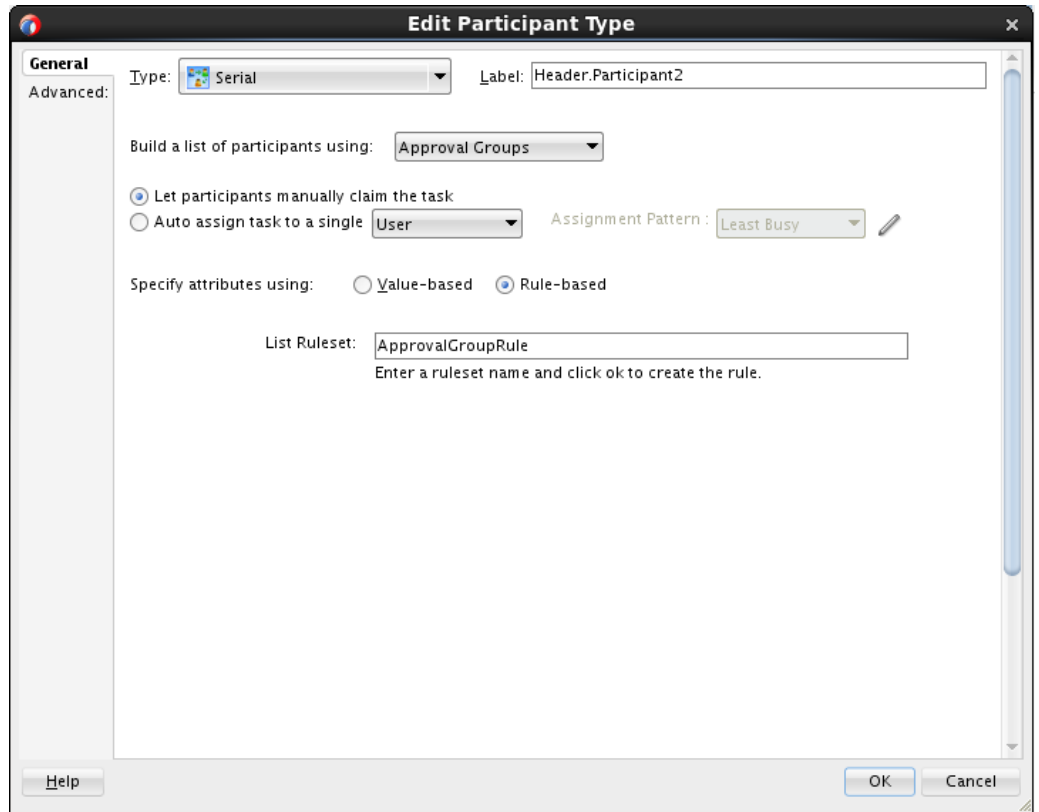 Edit Participant Type
General
Advanced:
Type: Serial Label: Header.Participant2
Build a list of participants using: Approval Groups
Let participants manually claim the task
Auto assign task to a single User Assignment Pattern : Least Busy
Specify attributes using: Value-based Rule-based
List Ruleset: ApprovalGroupRule
Enter a ruleset name and click ok to create the rule.
Help OK Cancel